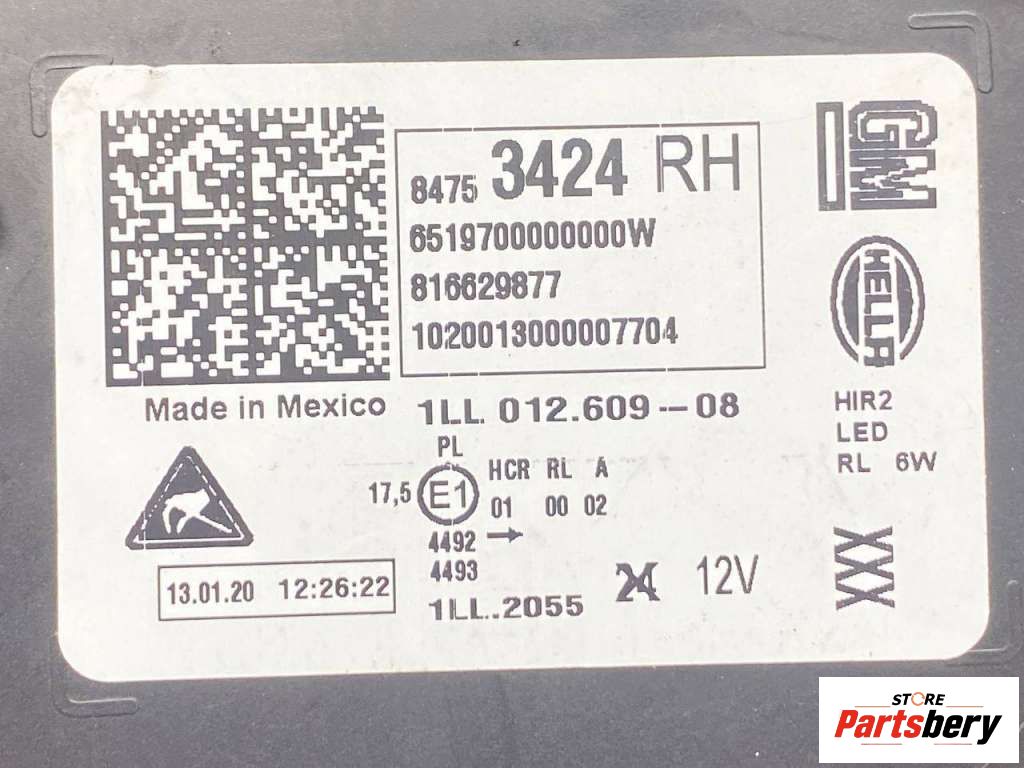 8475 3424 RH
6519700000000W
816629877
1020013000007704
GM
HELLA
Made in Mexico
1LL 012.609--08
HIR2
LED
RL 6W
PL
HCR RL A
17,5 E1 01 00 02
4492
4493
13.01.20 12:26:22
1LL..2055
24 12V
XXX
STORE
Partsbery